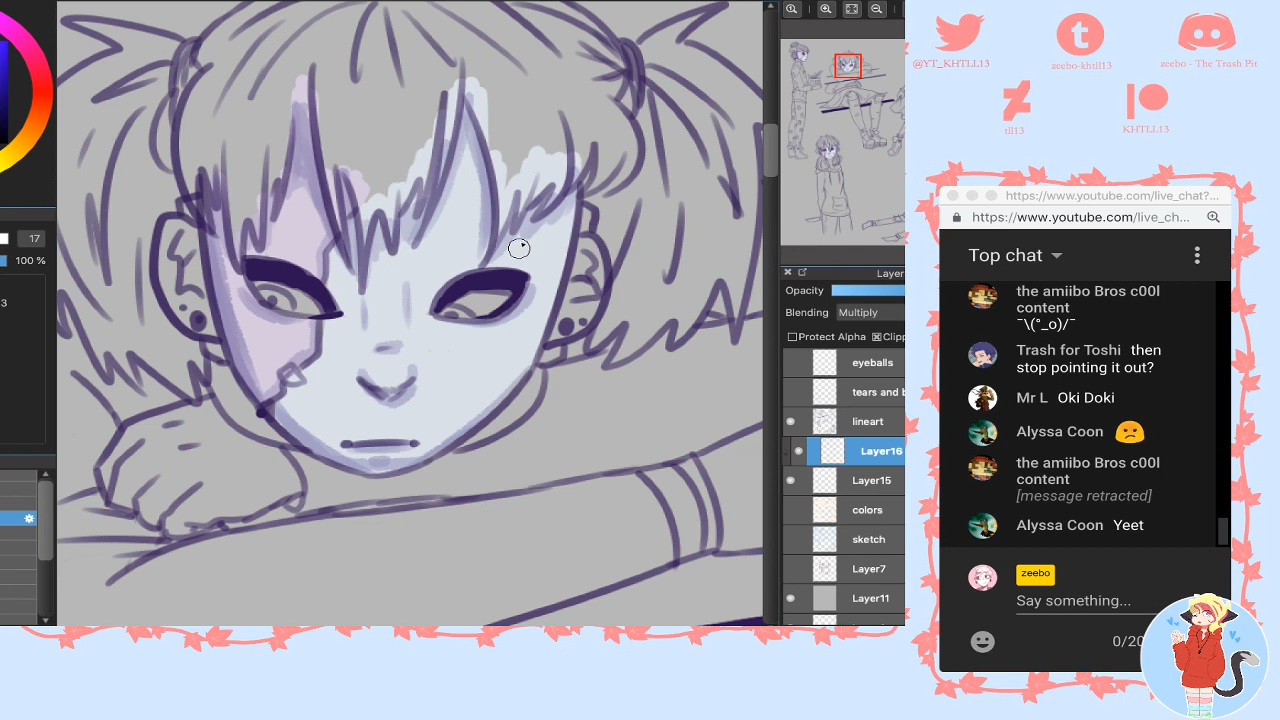 @YT_KHTLL13
zeebo-khtll13
zeebo - The Trash Pit
tll13
KHTLL13
17
100 %
3
Layer
Opacity
Blending Multiply
Protect Alpha Clipp
eyeballs
tears and b
lineart
Layer16
Layer15
colors
sketch
Layer7
Layer11
https://www.youtube.com/live_chat?...
https://www.youtube.com/live_ch...
Top chat
the amiibo Bros c00l
content
¯\(°_o)/¯
Trash for Toshi then
stop pointing it out?
Mr L Oki Doki
Alyssa Coon
the amiibo Bros c00l
content
[message retracted]
Alyssa Coon Yeet
zeebo
Say something...
0/20